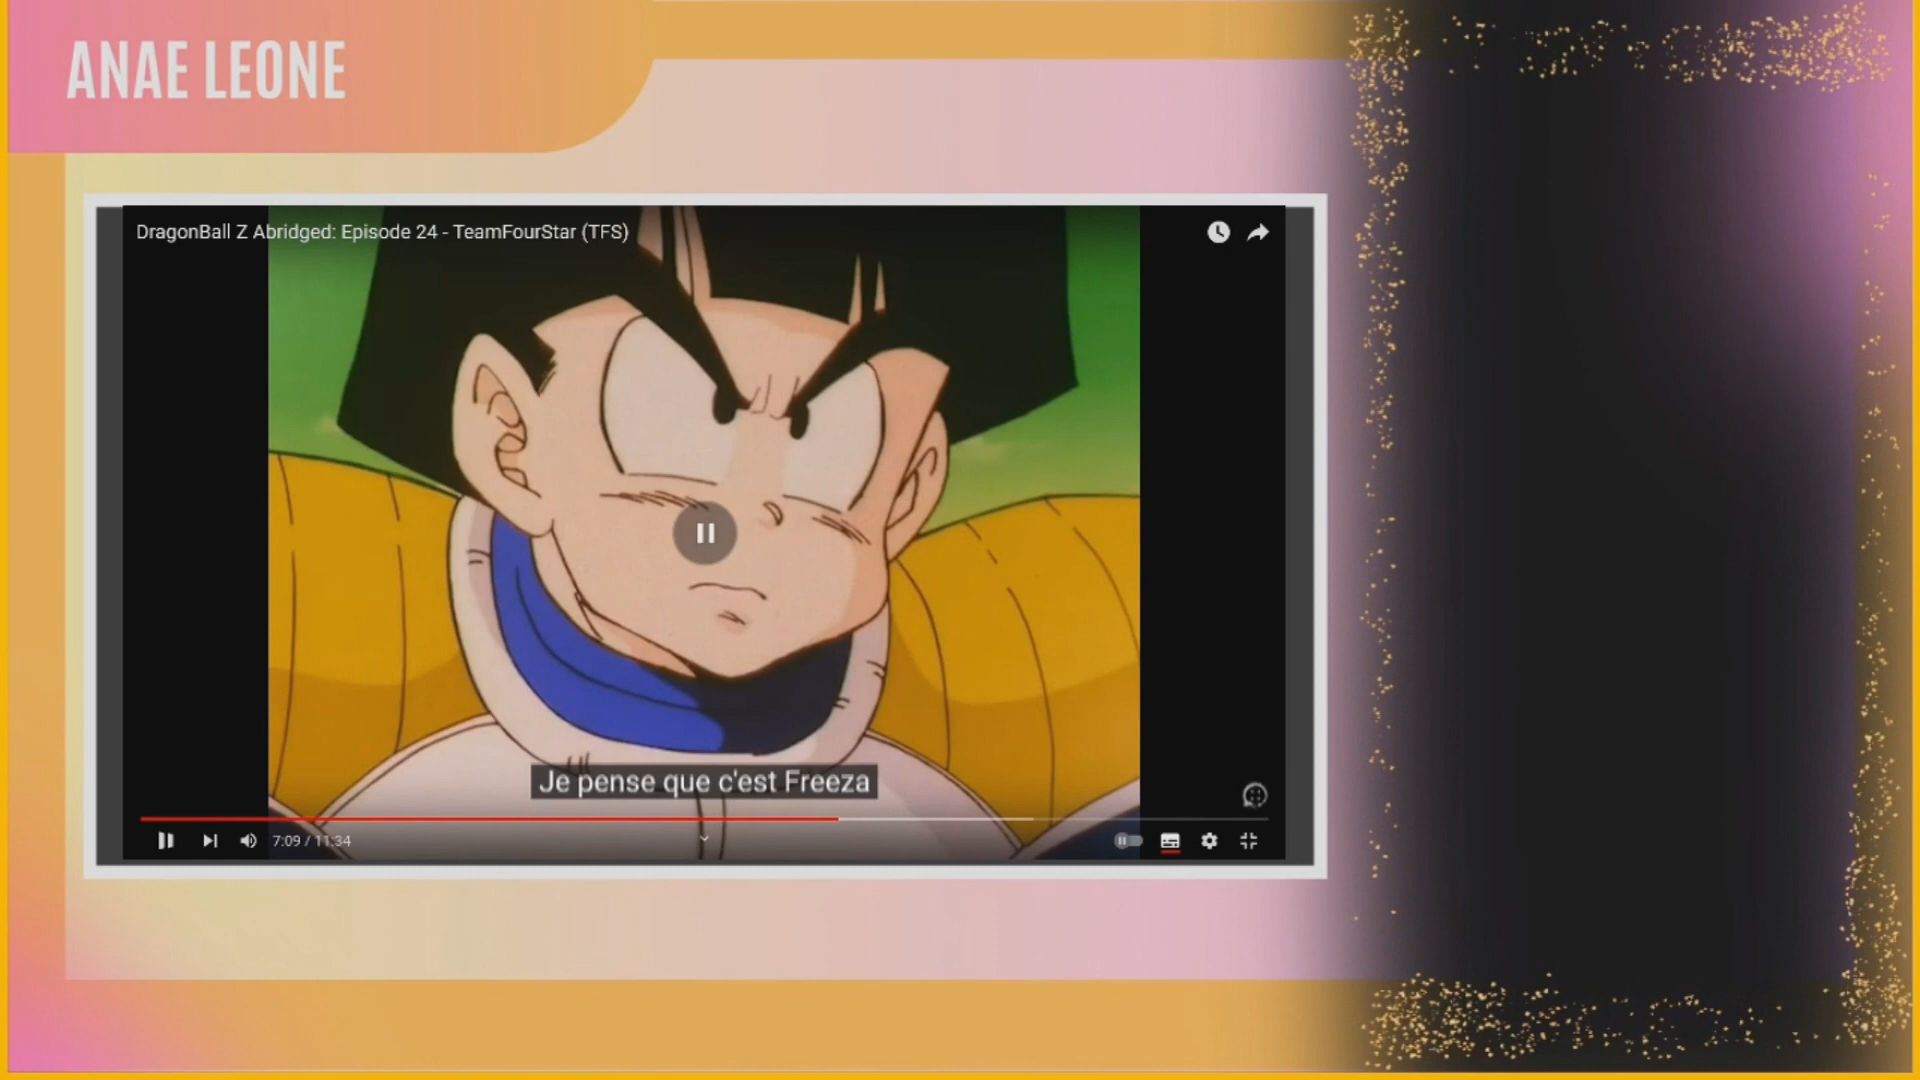 ANAE LEONE
DragonBall Z Abridged: Episode 24 - TeamFourStar (TFS)
Je pense que c'est Freeza
7:09 / 11:34